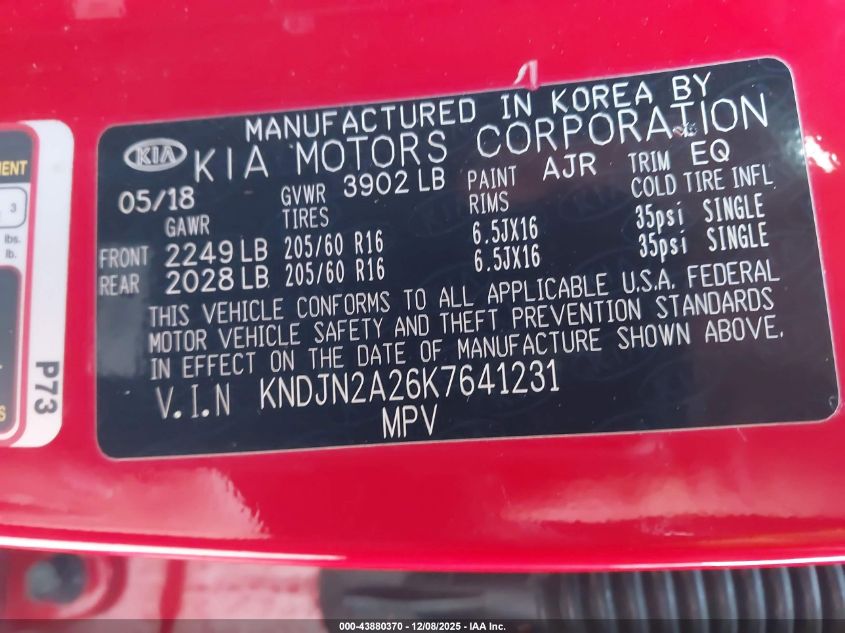 MANUFACTURED IN KOREA BY
KIA KIA MOTORS CORPORATION
05/18 GVWR 3902 LB PAINT AJR TRIM EQ
GAWR TIRES RIMS COLD TIRE INFL.
FRONT 2249 LB 205/60 R16 6.5JX16 35psi SINGLE
REAR 2028 LB 205/60 R16 6.5JX16 35psi SINGLE
THIS VEHICLE CONFORMS TO ALL APPLICABLE U.S.A. FEDERAL
MOTOR VEHICLE SAFETY AND THEFT PREVENTION STANDARDS
IN EFFECT ON THE DATE OF MANUFACTURE SHOWN ABOVE.
V.I.N KNDJN2A26K7641231
MPV
3
lbs.
lb.
P73
000-43880370 - 12/08/2025 - IAA Inc.